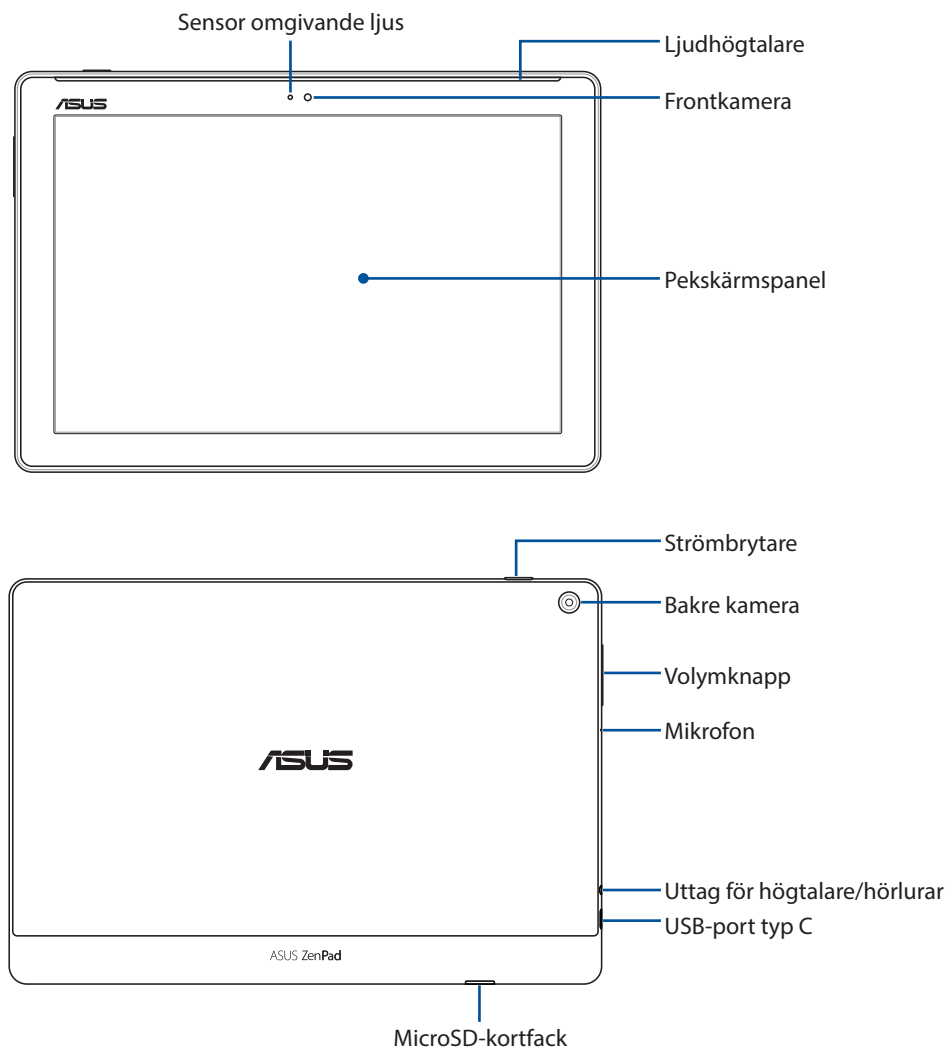 Sensor omgivande ljus
Ljudhögtalare
ASUS
Frontkamera
Pekskärmspanel
Strömbrytare
Bakre kamera
Volymknapp
Mikrofon
ASUS
Uttag för högtalare/hörlurar
USB-port typ C
ASUS ZenPad
MicroSD-kortfack